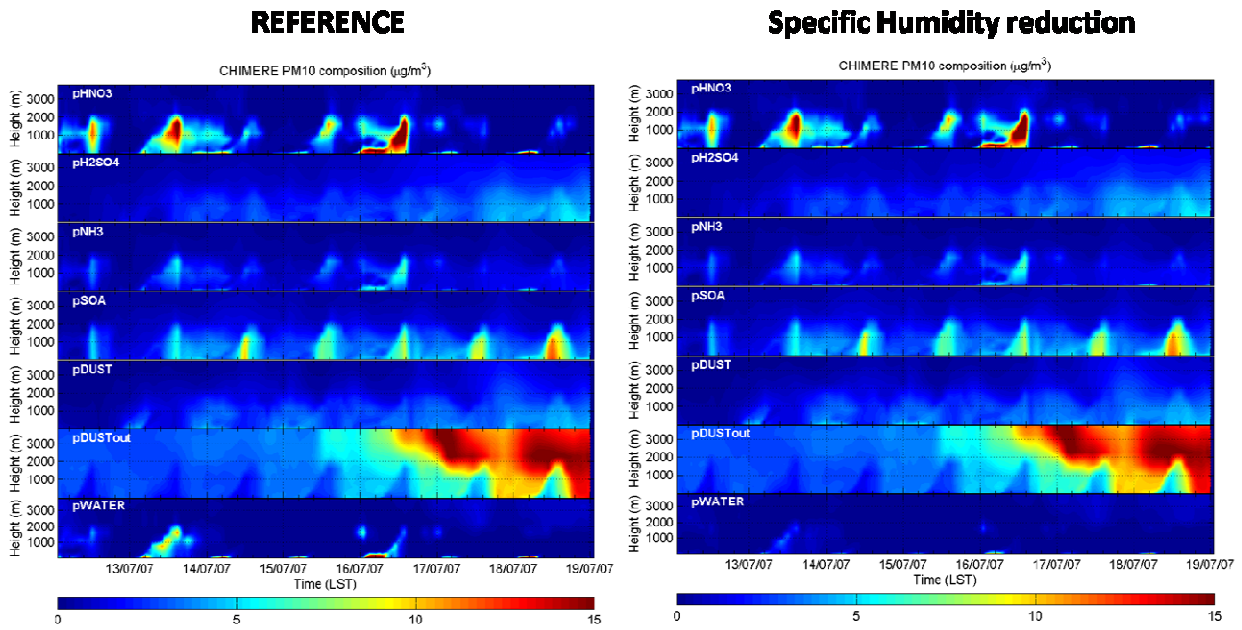 REFERENCE
CHIMERE PM10 composition (µg/m³)
Height (m)
3000
2000
1000
pHNO3
Height (m)
3000
2000
1000
pH2SO4
Height (m)
3000
2000
1000
pNH3
Height (m)
3000
2000
1000
pSOA
Height (m)
3000
2000
1000
pDUST
Height (m)
3000
2000
1000
pDUSTout
Height (m)
3000
2000
1000
pWATER
13/07/07 14/07/07 15/07/07 16/07/07 17/07/07 18/07/07 19/07/07
Time (LST)
0 5 10 15
Specific Humidity reduction
CHIMERE PM10 composition (µg/m³)
Height (m)
3000
2000
1000
pHNO3
Height (m)
3000
2000
1000
pH2SO4
Height (m)
3000
2000
1000
pNH3
Height (m)
3000
2000
1000
pSOA
Height (m)
3000
2000
1000
pDUST
Height (m)
3000
2000
1000
pDUSTout
Height (m)
3000
2000
1000
pWATER
13/07/07 14/07/07 15/07/07 16/07/07 17/07/07 18/07/07 19/07/07
Time (LST)
0 5 10 15